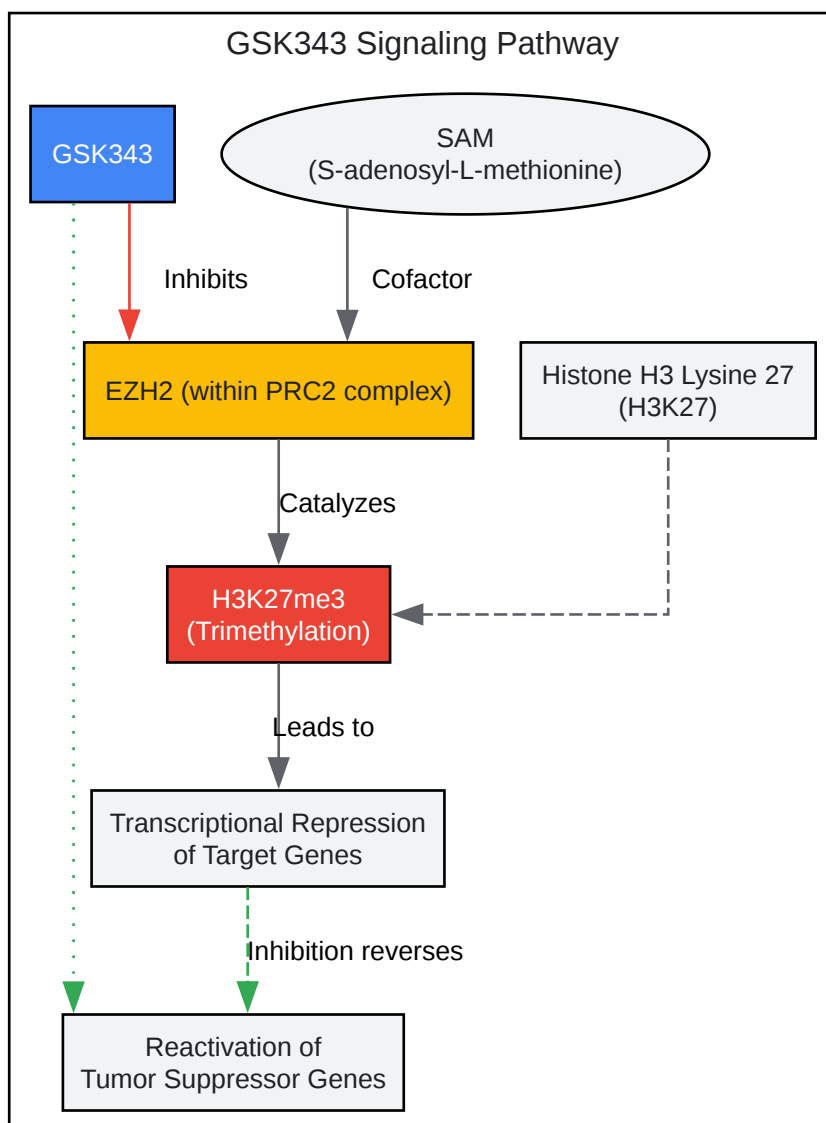 GSK343 Signaling Pathway
GSK343
SAM
(S-adenosyl-L-methionine)
Inhibits
Cofactor
EZH2 (within PRC2 complex)
Histone H3 Lysine 27
(H3K27)
Catalyzes
H3K27me3
(Trimethylation)
Leads to
Transcriptional Repression
of Target Genes
Inhibition reverses
Reactivation of
Tumor Suppressor Genes